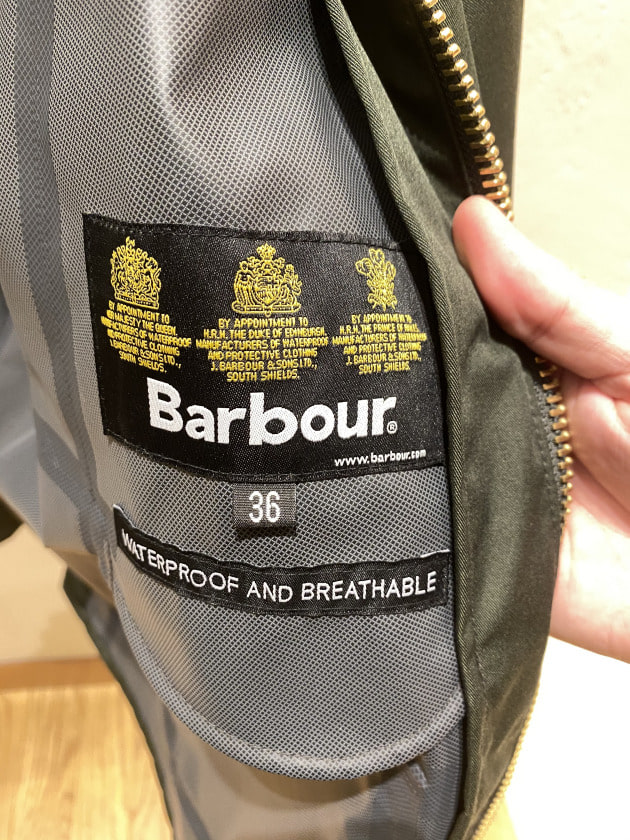 BY APPOINTMENT TO
HER MAJESTY THE QUEEN.
MANUFACTURERS OF WATERPROOF
AND PROTECTIVE CLOTHING
J.BARBOUR & SONS LTD.,
SOUTH SHIELDS.
BY APPOINTMENT TO
H.R.H. THE DUKE OF EDINBURGH.
MANUFACTURERS OF WATERPROOF
AND PROTECTIVE CLOTHING
J. BARBOUR & SONS LTD.,
SOUTH SHIELDS.
BY APPOINTMENT TO
H.R.H. THE PRINCE OF WALES.
MANUFACTURERS OF WATERPROOF
AND PROTECTIVE CLOTHING
J. BARBOUR & SONS LTD.,
SOUTH SHIELDS.
Barbour®
www.barbour.com
36
WATERPROOF AND BREATHABLE